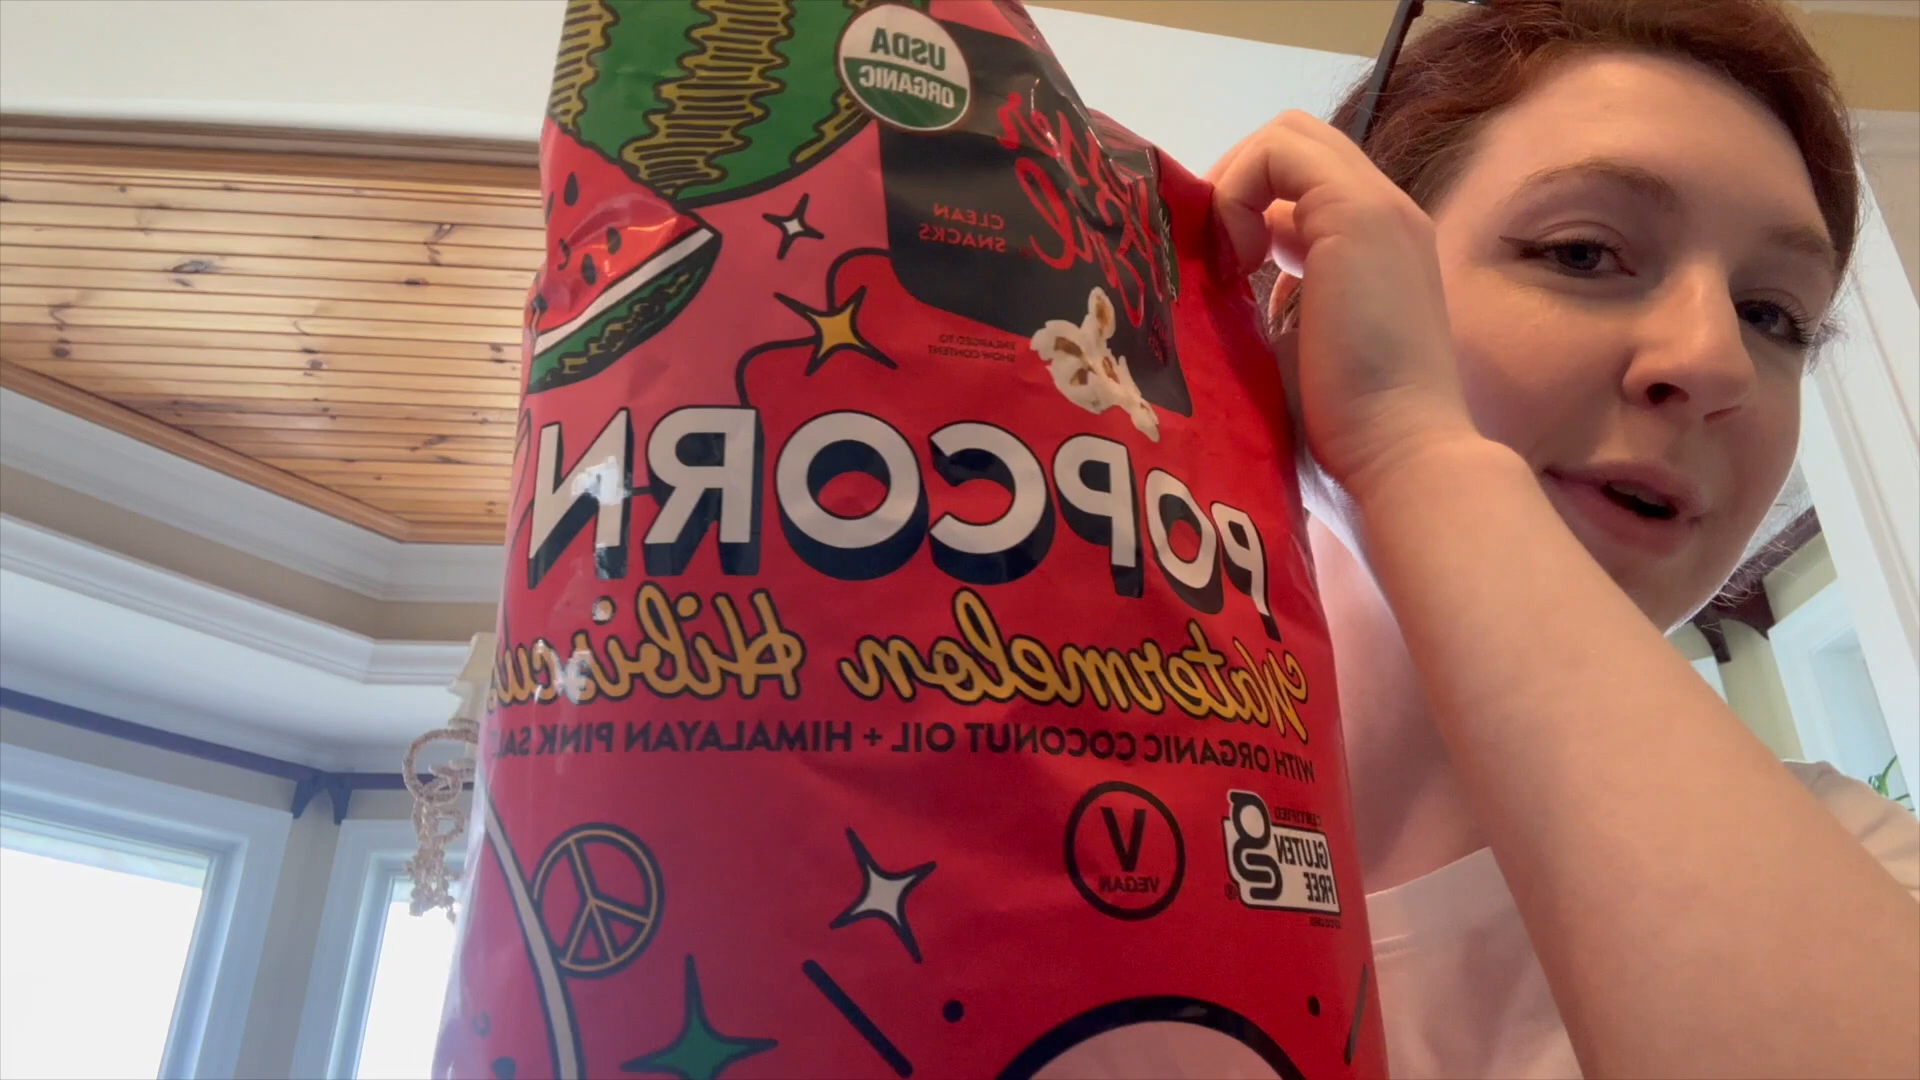 USDA
ORGANIC
CLEAN
SNACKS
ENLARGED TO
SHOW CONTENT
POPCORN
Watermelon Hibiscus
WITH ORGANIC COCONUT OIL + HIMALAYAN PINK SAL
V
VEGAN
CERTIFIED
g GLUTEN
FREE